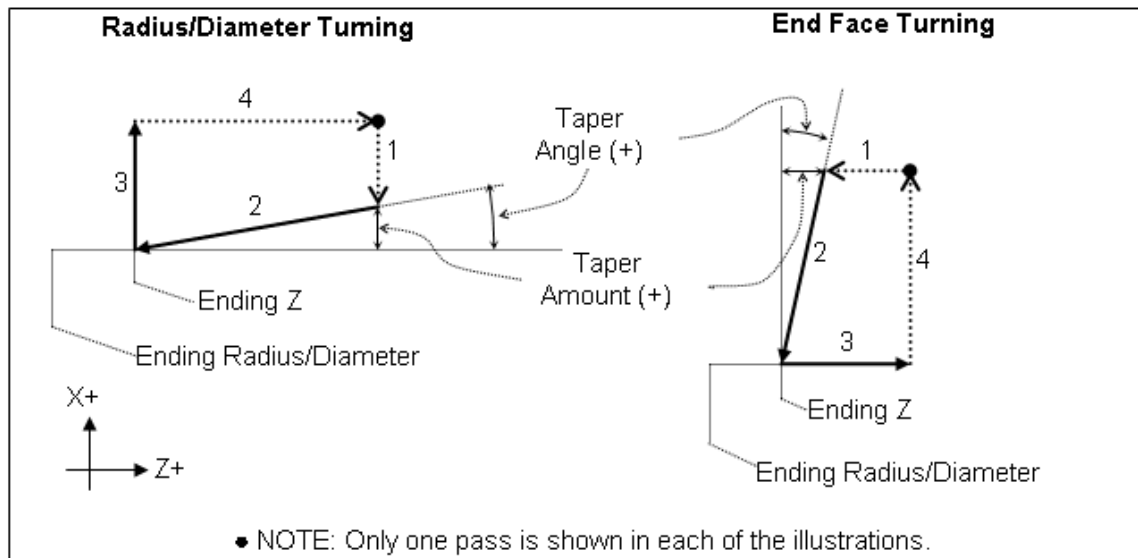 Radius/Diameter Turning
End Face Turning
4
1
3
2
Taper
Angle (+)
Taper
Amount (+)
1
2
4
3
Ending Z
Ending Radius/Diameter
Ending Z
Ending Radius/Diameter
X+
Z+
● NOTE: Only one pass is shown in each of the illustrations.